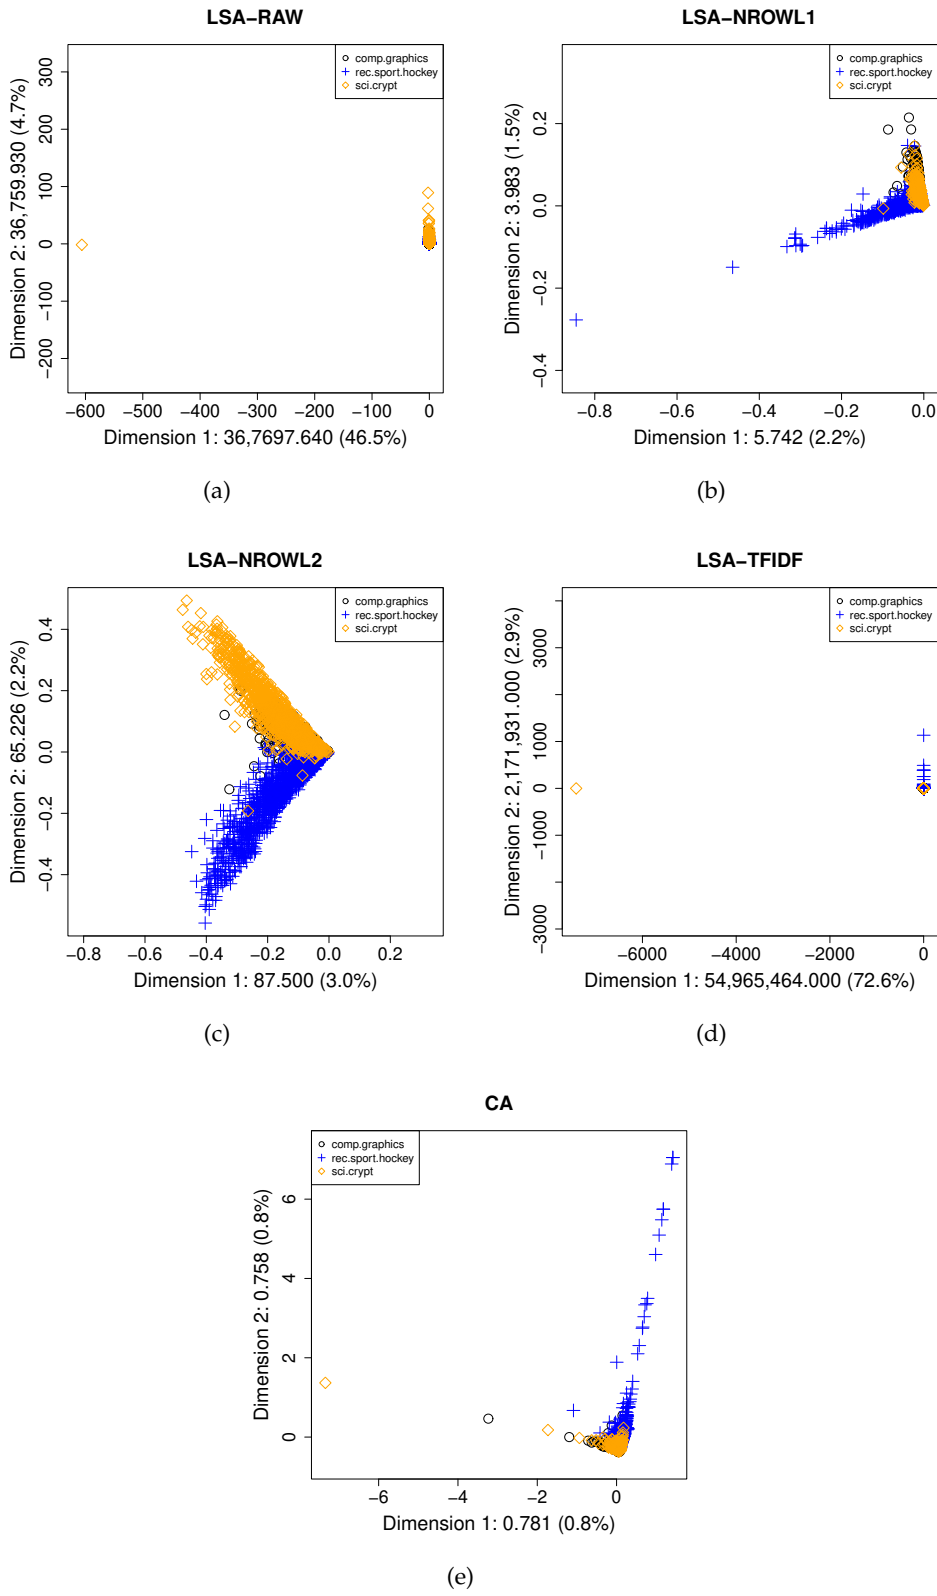 LSA−RAW
comp.graphics
rec.sport.hockey
sci.crypt
300
200
100
0
−100
−200
Dimension 2: 36,759.930 (4.7%)
−600 −500 −400 −300 −200 −100 0
Dimension 1: 36,7697.640 (46.5%)
(a)
LSA−NROWL1
comp.graphics
rec.sport.hockey
sci.crypt
0.2
0.0
−0.2
−0.4
Dimension 2: 3.983 (1.5%)
−0.8 −0.6 −0.4 −0.2 0.0
Dimension 1: 5.742 (2.2%)
(b)
LSA−NROWL2
comp.graphics
rec.sport.hockey
sci.crypt
0.4
0.2
0.0
−0.2
−0.4
Dimension 2: 65.226 (2.2%)
−0.8 −0.6 −0.4 −0.2 0.0 0.2
Dimension 1: 87.500 (3.0%)
(c)
LSA−TFIDF
comp.graphics
rec.sport.hockey
sci.crypt
3000
1000
0
−1000
−3000
Dimension 2: 2,171,931.000 (2.9%)
−6000 −4000 −2000 0
Dimension 1: 54,965,464.000 (72.6%)
(d)
CA
comp.graphics
rec.sport.hockey
sci.crypt
6
4
2
0
Dimension 2: 0.758 (0.8%)
−6 −4 −2 0
Dimension 1: 0.781 (0.8%)
(e)